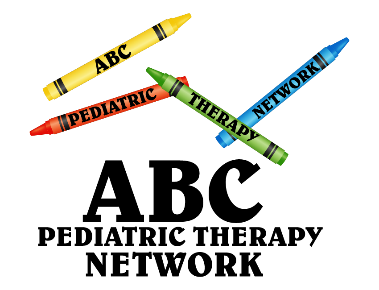 ABC
PEDIATRIC
THERAPY
NETWORK
ABC
PEDIATRIC THERAPY
NETWORK